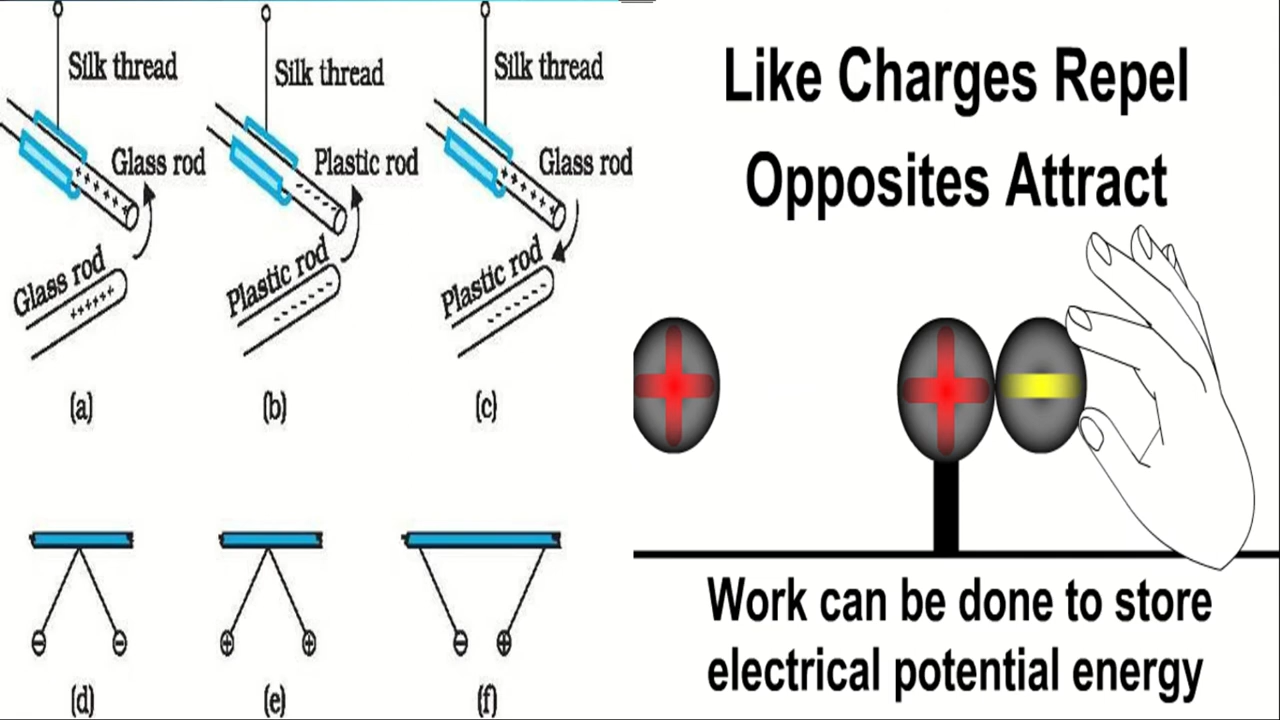 Silk thread
Glass rod
Glass rod
++++++
++++++
(a)
Silk thread
Plastic rod
Plastic rod
(b)
Silk thread
Glass rod
Plastic rod
(c)
(d)
(e)
(f)
Like Charges Repel
Opposites Attract
Work can be done to store
electrical potential energy